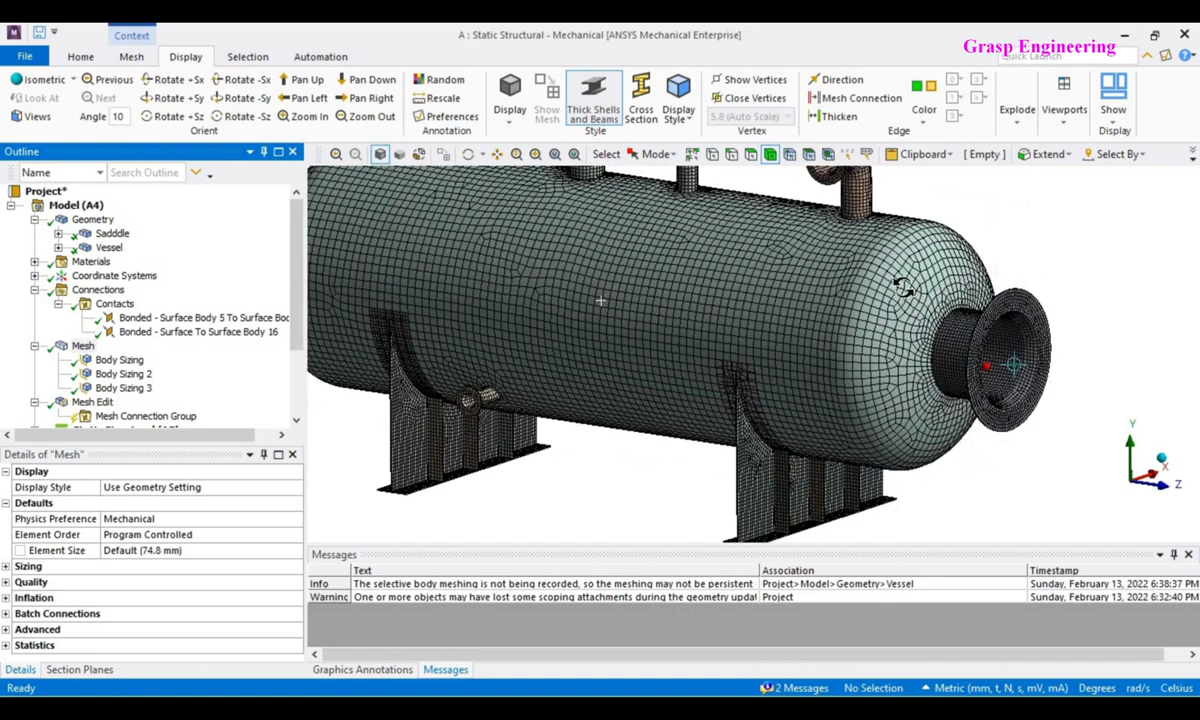 Context
A : Static Structural - Mechanical [ANSYS Mechanical Enterprise]
Grasp Engineering
File Home Mesh Display Selection Automation
Quick Launch
Isometric Previous Rotate +Sx Rotate -Sx Pan Up Pan Down
Look At Next Rotate +Sy Rotate -Sy Pan Left Pan Right
Views Angle 10 Rotate +Sz Rotate -Sz Zoom In Zoom Out
Orient
Random
Rescale
Preferences
Annotation
Display
Show Mesh
Thick Shells and Beams
Cross Section
Display Style
Style
Show Vertices
Close Vertices
5.8 (Auto Scale)
Vertex
Direction
Mesh Connection
Thicken
Color
Edge
Explode
Viewports
Show
Display
Outline
Select Mode Clipboard [ Empty ] Extend Select By
Name Search Outline
Project*
Model (A4)
Geometry
Sadddle
Vessel
Materials
Coordinate Systems
Connections
Contacts
Bonded - Surface Body 5 To Surface Bo
Bonded - Surface To Surface Body 16
Mesh
Body Sizing
Body Sizing 2
Body Sizing 3
Mesh Edit
Mesh Connection Group
Details of "Mesh"
Display
Display Style Use Geometry Setting
Defaults
Physics Preference Mechanical
Element Order Program Controlled
Element Size Default (74.8 mm)
Sizing
Quality
Inflation
Batch Connections
Advanced
Statistics
Y
X
Z
Messages
Text Association Timestamp
Info The selective body meshing is not being recorded, so the meshing may not be persistent Project>Model>Geometry>Vessel Sunday, February 13, 2022 6:38:37 PM
Warninc One or more objects may have lost some scoping attachments during the geometry updat Project Sunday, February 13, 2022 6:32:40 PM
Details Section Planes Graphics Annotations Messages
Ready 2 Messages No Selection Metric (mm, t, N, s, mV, mA) Degrees rad/s Celsius